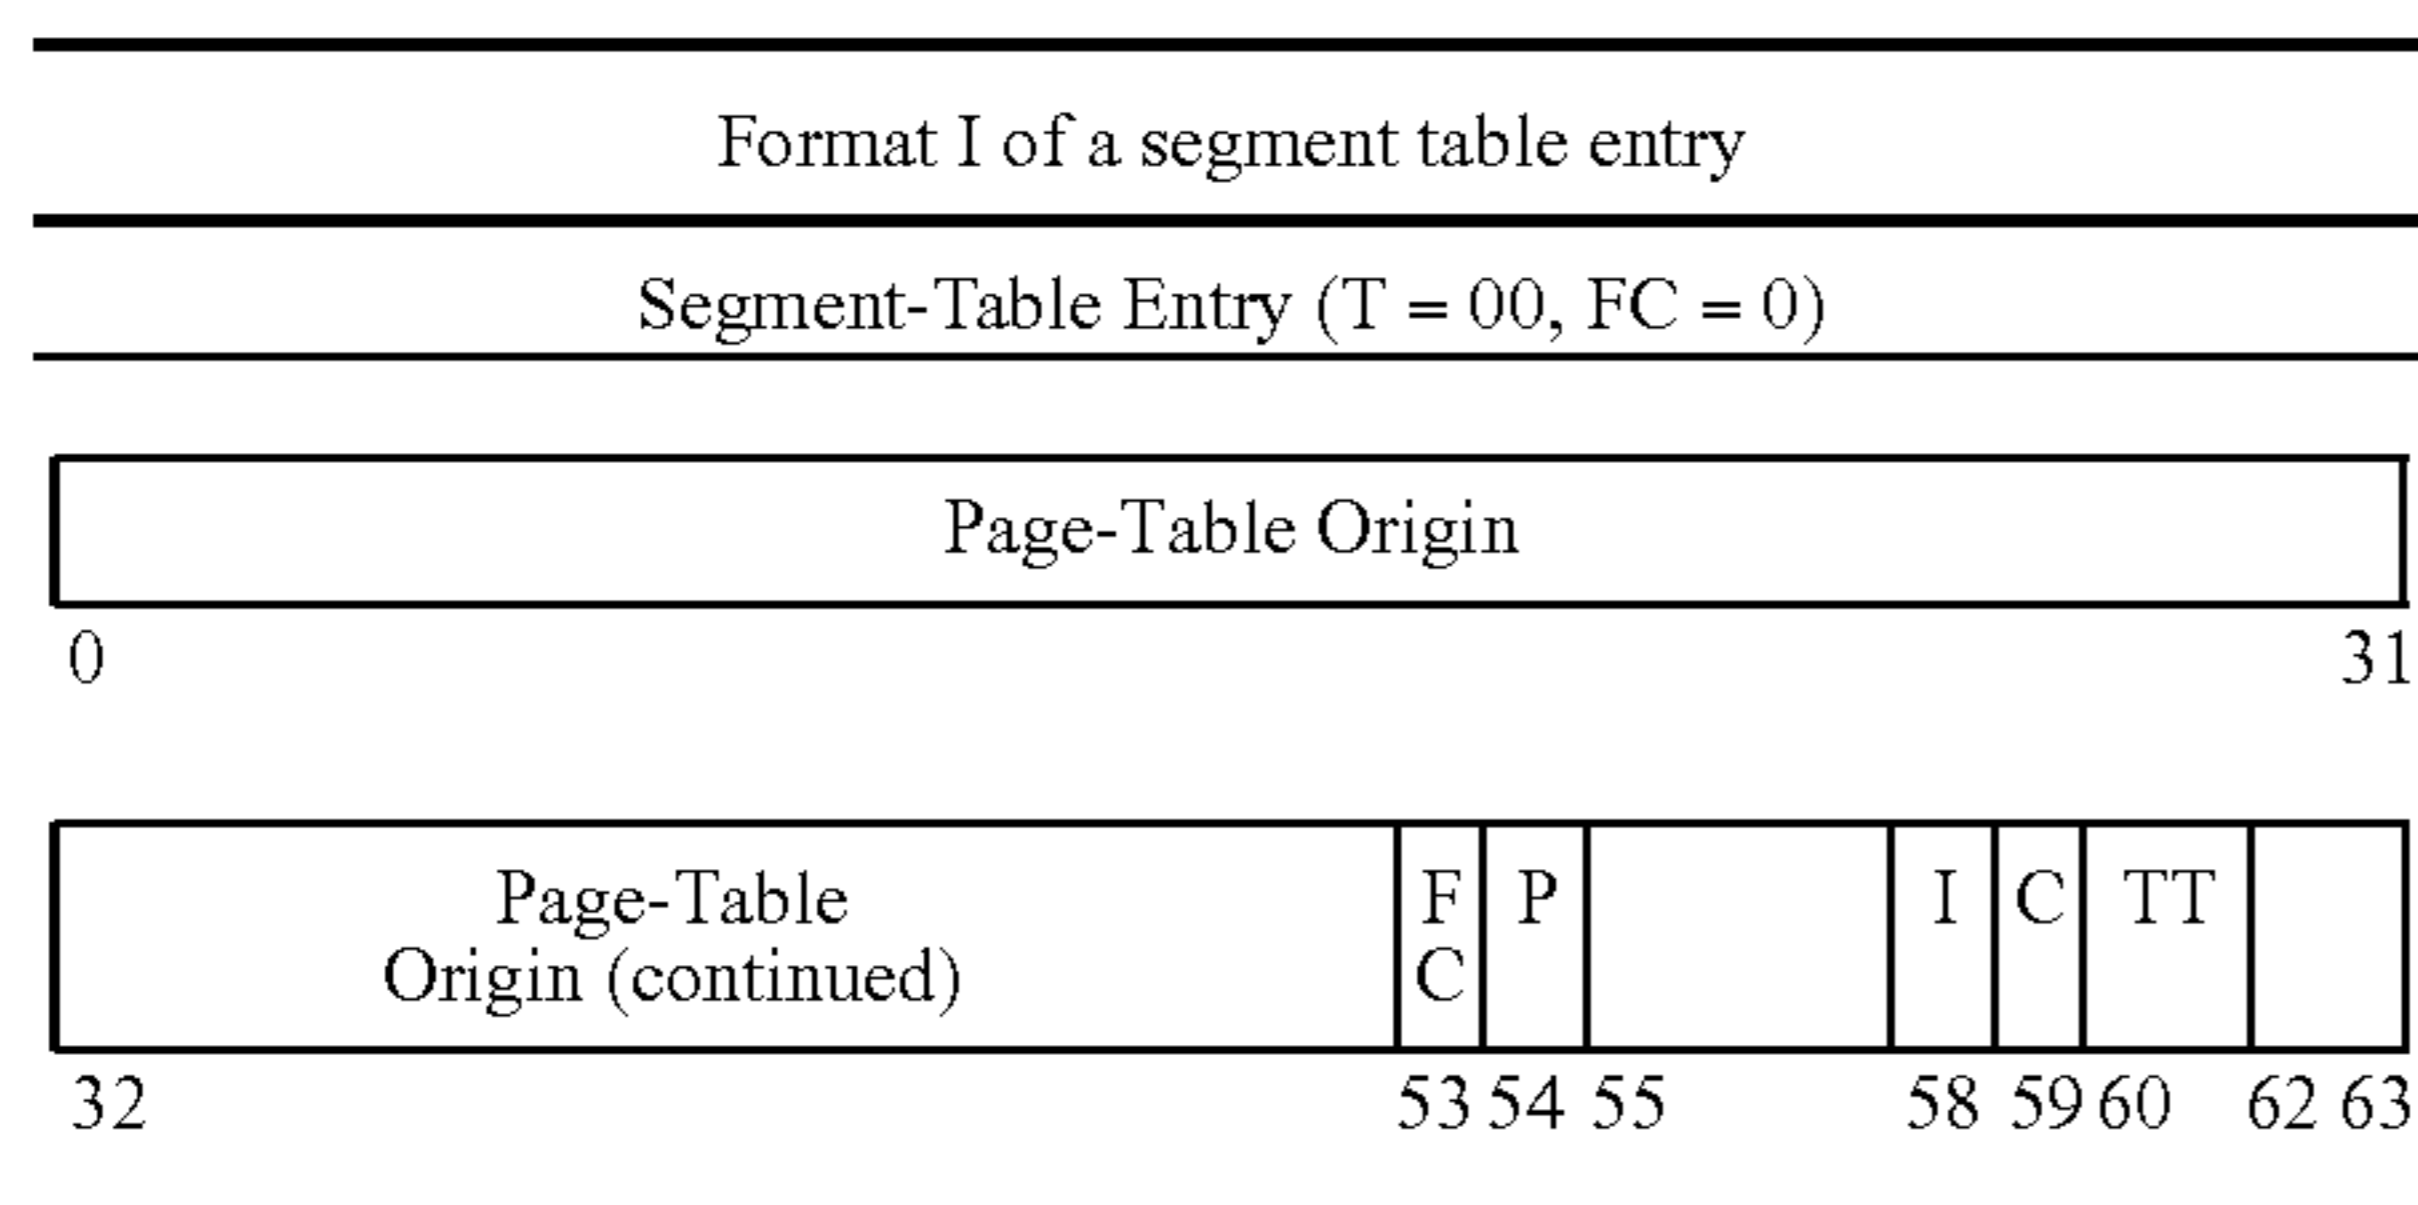 Format I of a segment table entry
Segment-Table Entry (T = 00, FC = 0)
Page-Table Origin
0 31
Page-Table F P I C TT
Origin (continued) C
32 53 54 55 58 59 60 62 63